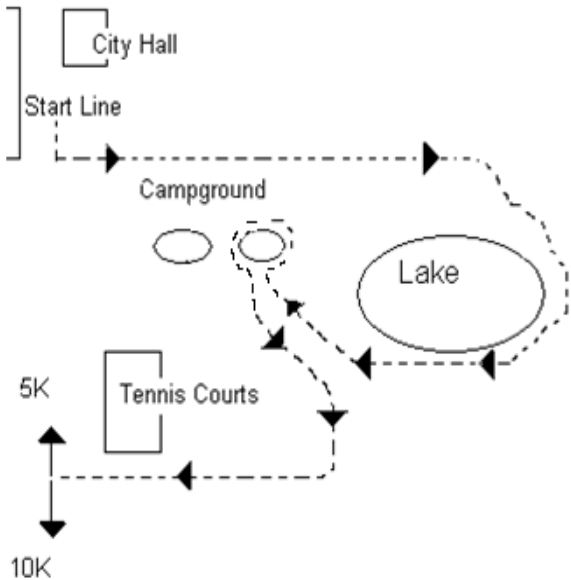 City Hall
Start Line
Campground
Lake
5K
Tennis Courts
10K